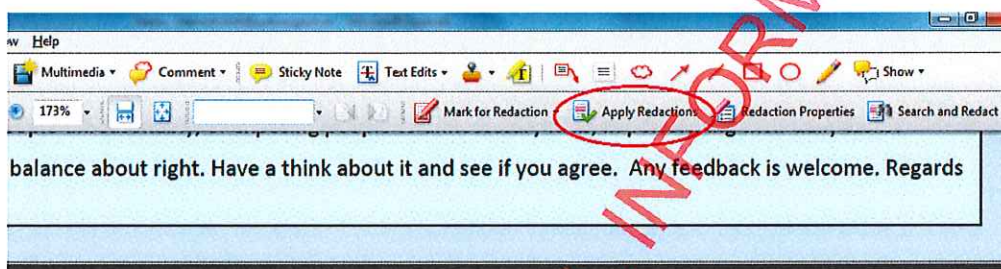 Help
Multimedia Comment Sticky Note Text Edits Show
173% Mark for Redaction Apply Redactions Redaction Properties Search and Redact
balance about right. Have a think about it and see if you agree.  Any feedback is welcome. Regards
INFORM